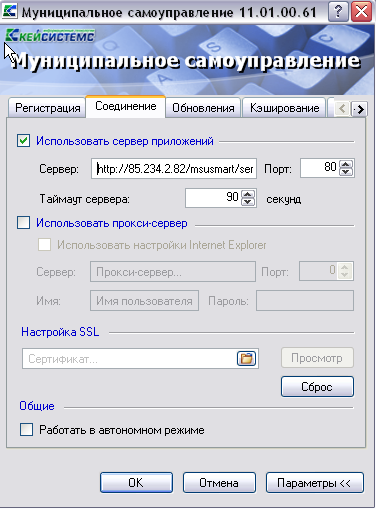 Муниципальное самоуправление 11.01.00.61
КЕЙСИСТЕМС
Муниципальное самоуправление
Регистрация Соединение Обновления Кэширование
Использовать сервер приложений
Сервер: http://85.234.2.82/msusmart/ser Порт: 80
Таймаут сервера: 90 секунд
Использовать прокси-сервер
Использовать настройки Internet Explorer
Сервер: Прокси-сервер... Порт: 0
Имя: Имя пользователя Пароль:
Настройка SSL
Сертификат... Просмотр
Сброс
Общие
Работать в автономном режиме
OK Отмена Параметры <<